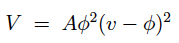 V = Aϕ²(v − ϕ)²